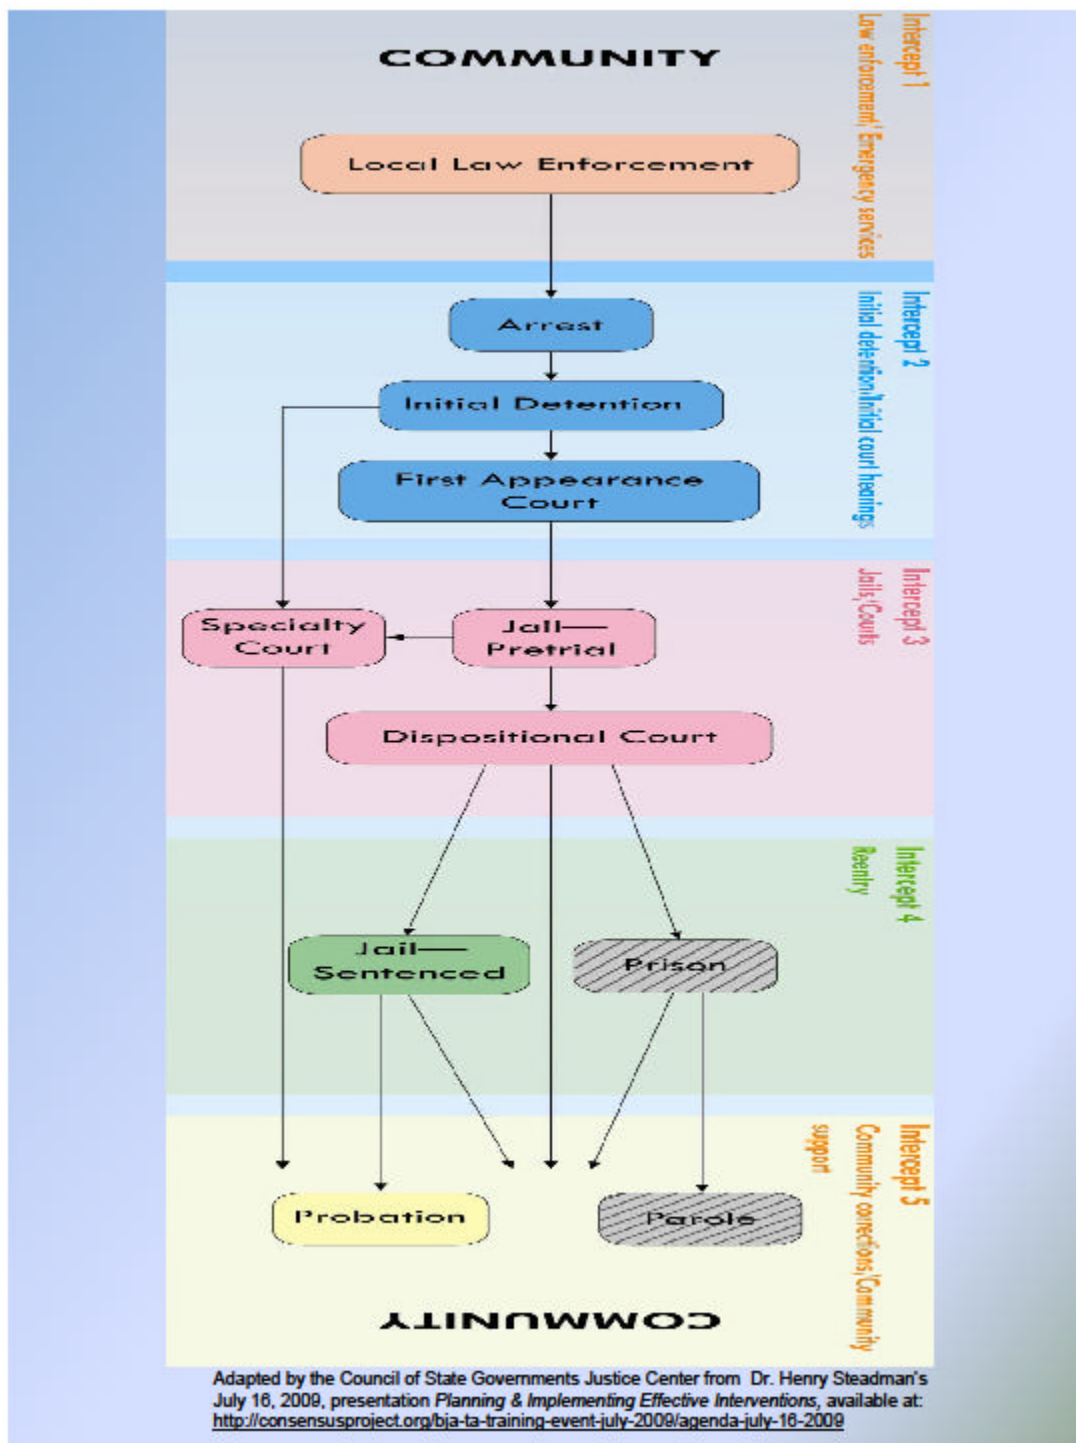 COMMUNITY
Intercept 1
Law enforcement/ Emergency services
Local Law Enforcement
Intercept 2
Initial detention/Initial court hearings
Arrest
Initial Detention
First Appearance
Court
Intercept 3
Jails/Courts
Specialty
Court
Jail—
Pretrial
Dispositional Court
Intercept 4
Reentry
Jail—
Sentenced
Prison
Intercept 5
Community corrections/Community
support
Probation
Parole
COMMUNITY
Adapted by the Council of State Governments Justice Center from Dr. Henry Steadman's
July 16, 2009, presentation Planning & Implementing Effective Interventions, available at:
http://consensusproject.org/bja-ta-training-event-july-2009/agenda-july-16-2009